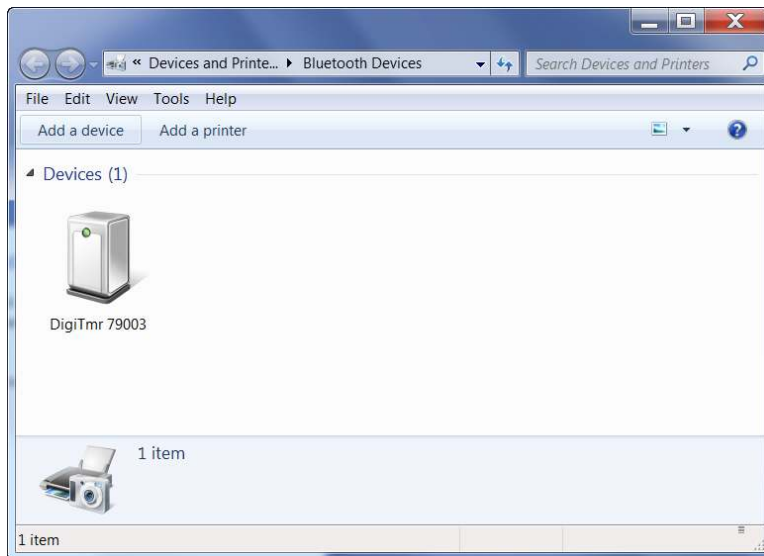 « Devices and Printe... ▸ Bluetooth Devices
Search Devices and Printers
File Edit View Tools Help
Add a device Add a printer
Devices (1)
DigiTmr 79003
1 item
1 item